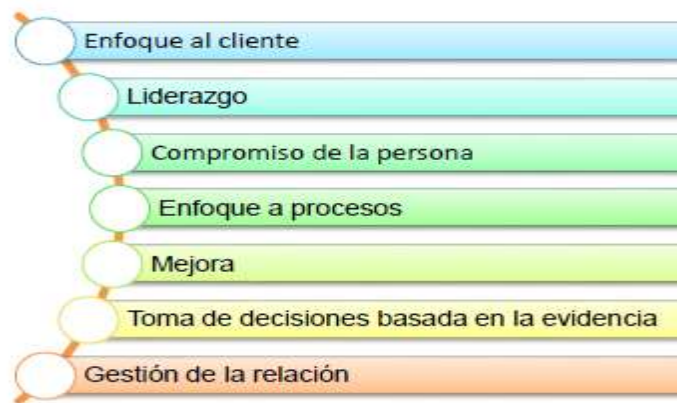 Enfoque al cliente
Liderazgo
Compromiso de la persona
Enfoque a procesos
Mejora
Toma de decisiones basada en la evidencia
Gestión de la relación